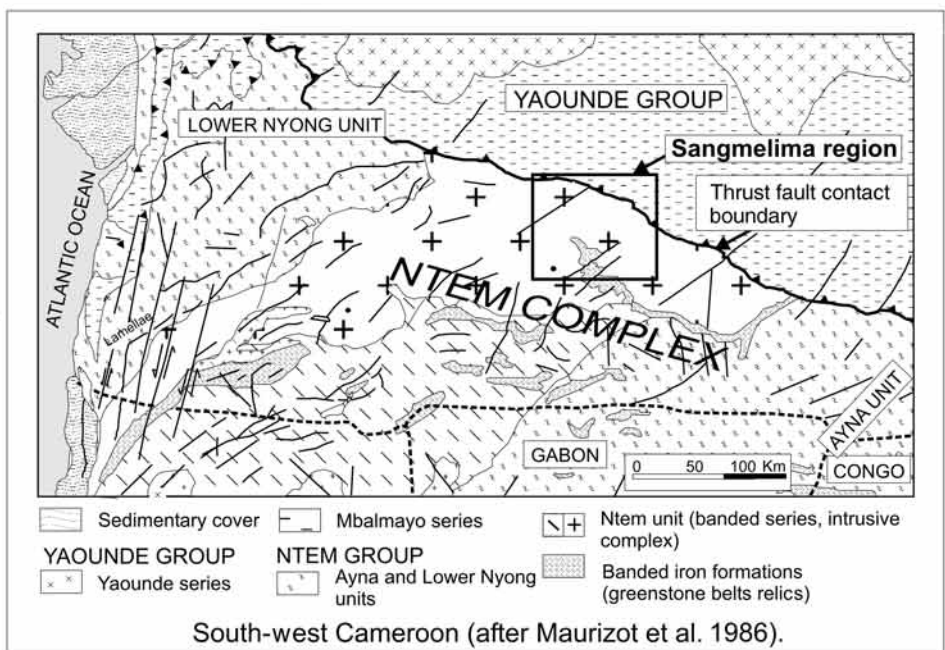 YAOUNDE GROUP
LOWER NYONG UNIT
Sangmelima region
Thrust fault contact
boundary
ATLANTIC OCEAN
NTEM COMPLEX
Lamellae
AYNA UNIT
GABON
0 50 100 Km
CONGO
Sedimentary cover
YAOUNDE GROUP
Yaounde series
Mbalmayo series
NTEM GROUP
Ayna and Lower Nyong
units
Ntem unit (banded series, intrusive
complex)
Banded iron formations
(greenstone belts relics)
South-west Cameroon (after Maurizot et al. 1986).